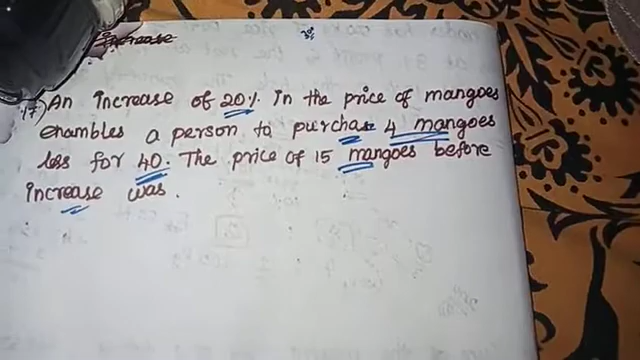 Increase
17) An increase of 20% in the price of mangoes
enambles a person to purchase 4 mangoes
less for 40. The price of 15 mangoes before
increase was.